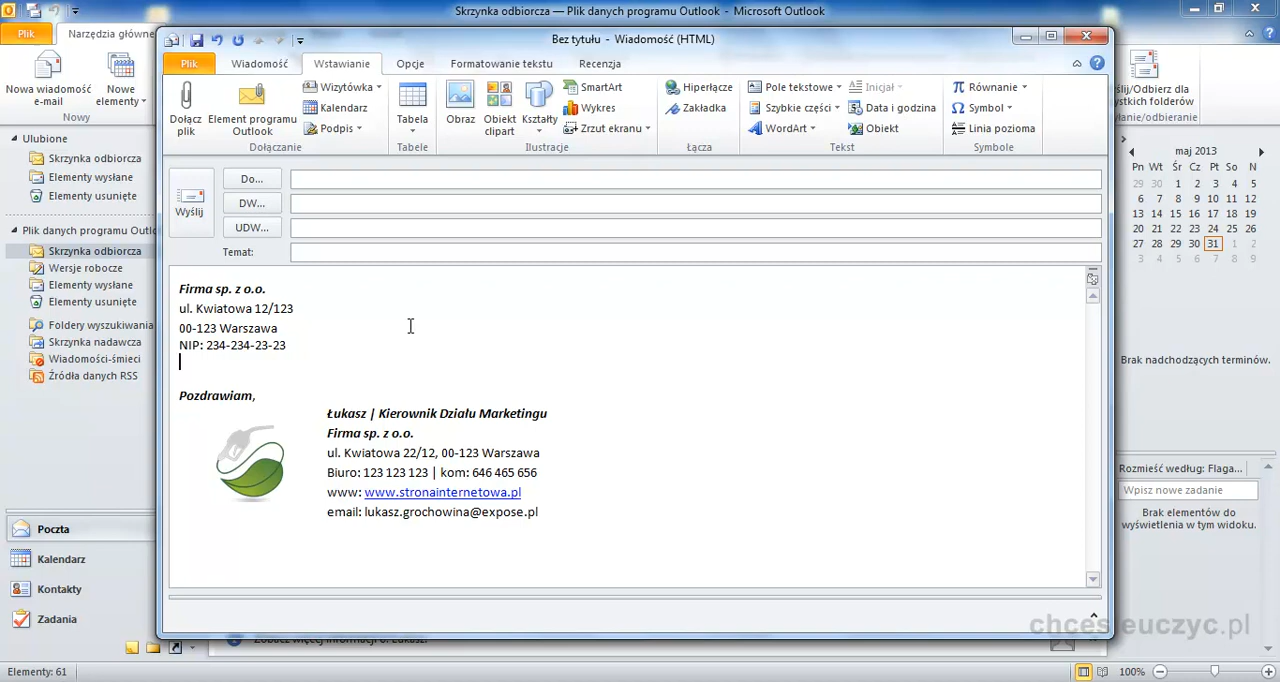 Skrzynka odbiorcza — Plik danych programu Outlook - Microsoft Outlook
Plik
Narzędzia główne
Nowa wiadomość e-mail
Nowe elementy
Nowy
Ulubione
Skrzynka odbiorcza
Elementy wysłane
Elementy usunięte
Plik danych programu Outlo
Skrzynka odbiorcza
Wersje robocze
Elementy wysłane
Elementy usunięte
Foldery wyszukiwania
Skrzynka nadawcza
Wiadomości-śmieci
Źródła danych RSS
Poczta
Kalendarz
Kontakty
Zadania
Elementy: 61
Bez tytułu - Wiadomość (HTML)
Plik Wiadomość Wstawianie Opcje Formatowanie tekstu Recenzja
Dołącz plik
Element programu Outlook
Wizytówka
Kalendarz
Podpis
Dołączanie
Tabela
Tabele
Obraz
Obiekt clipart
Kształty
SmartArt
Wykres
Zrzut ekranu
Ilustracje
Hiperłącze
Zakładka
Łącza
Pole tekstowe
Szybkie części
WordArt
Inicjał
Data i godzina
Obiekt
Tekst
Równanie
Symbol
Linia pozioma
Symbole
Wyślij
Do...
DW...
UDW...
Temat:
Firma sp. z o.o.
ul. Kwiatowa 12/123
00-123 Warszawa
NIP: 234-234-23-23
Pozdrawiam,
Łukasz | Kierownik Działu Marketingu
Firma sp. z o.o.
ul. Kwiatowa 22/12, 00-123 Warszawa
Biuro: 123 123 123 | kom: 646 465 656
www: www.stronainternetowa.pl
email: lukasz.grochowina@expose.pl
ślij/Odbierz dla
ystkich folderów
yłanie/odbieranie
maj 2013
Pn Wt Śr Cz Pt So N
29 30 1 2 3 4 5
6 7 8 9 10 11 12
13 14 15 16 17 18 19
20 21 22 23 24 25 26
27 28 29 30 31 1 2
3 4 5 6 7 8 9
Brak nadchodzących terminów.
Rozmieść według: Flaga...
Wpisz nowe zadanie
Brak elementów do
wyświetlenia w tym widoku.
100%